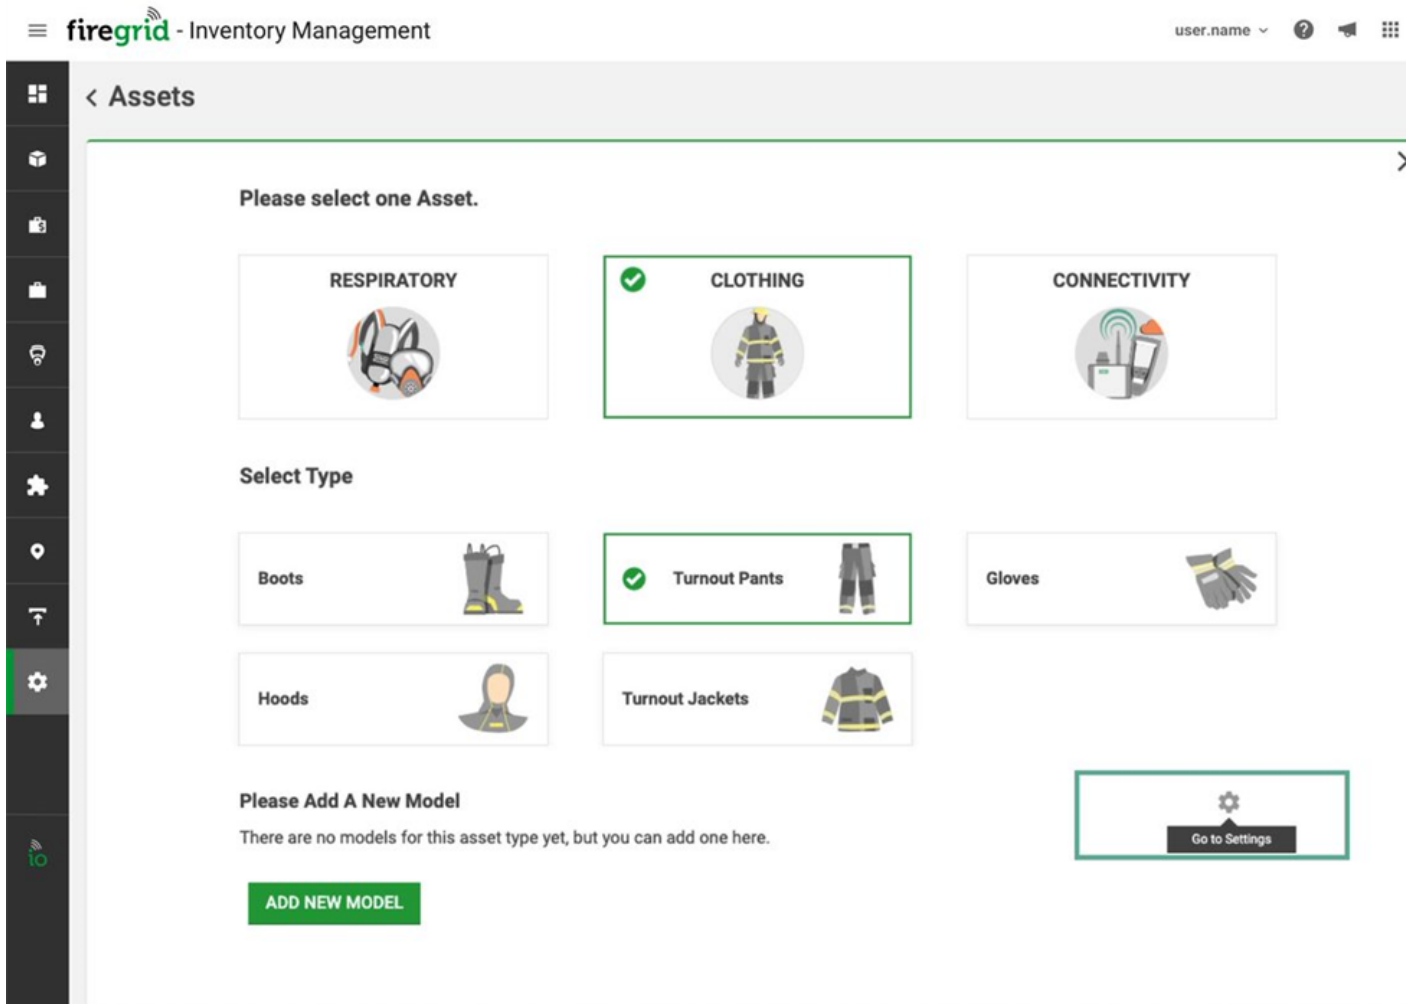 firegrid - Inventory Management
user.name
Assets
Please select one Asset.
RESPIRATORY
CLOTHING
CONNECTIVITY
Select Type
Boots
Turnout Pants
Gloves
Hoods
Turnout Jackets
Please Add A New Model
There are no models for this asset type yet, but you can add one here.
Go to Settings
ADD NEW MODEL
io